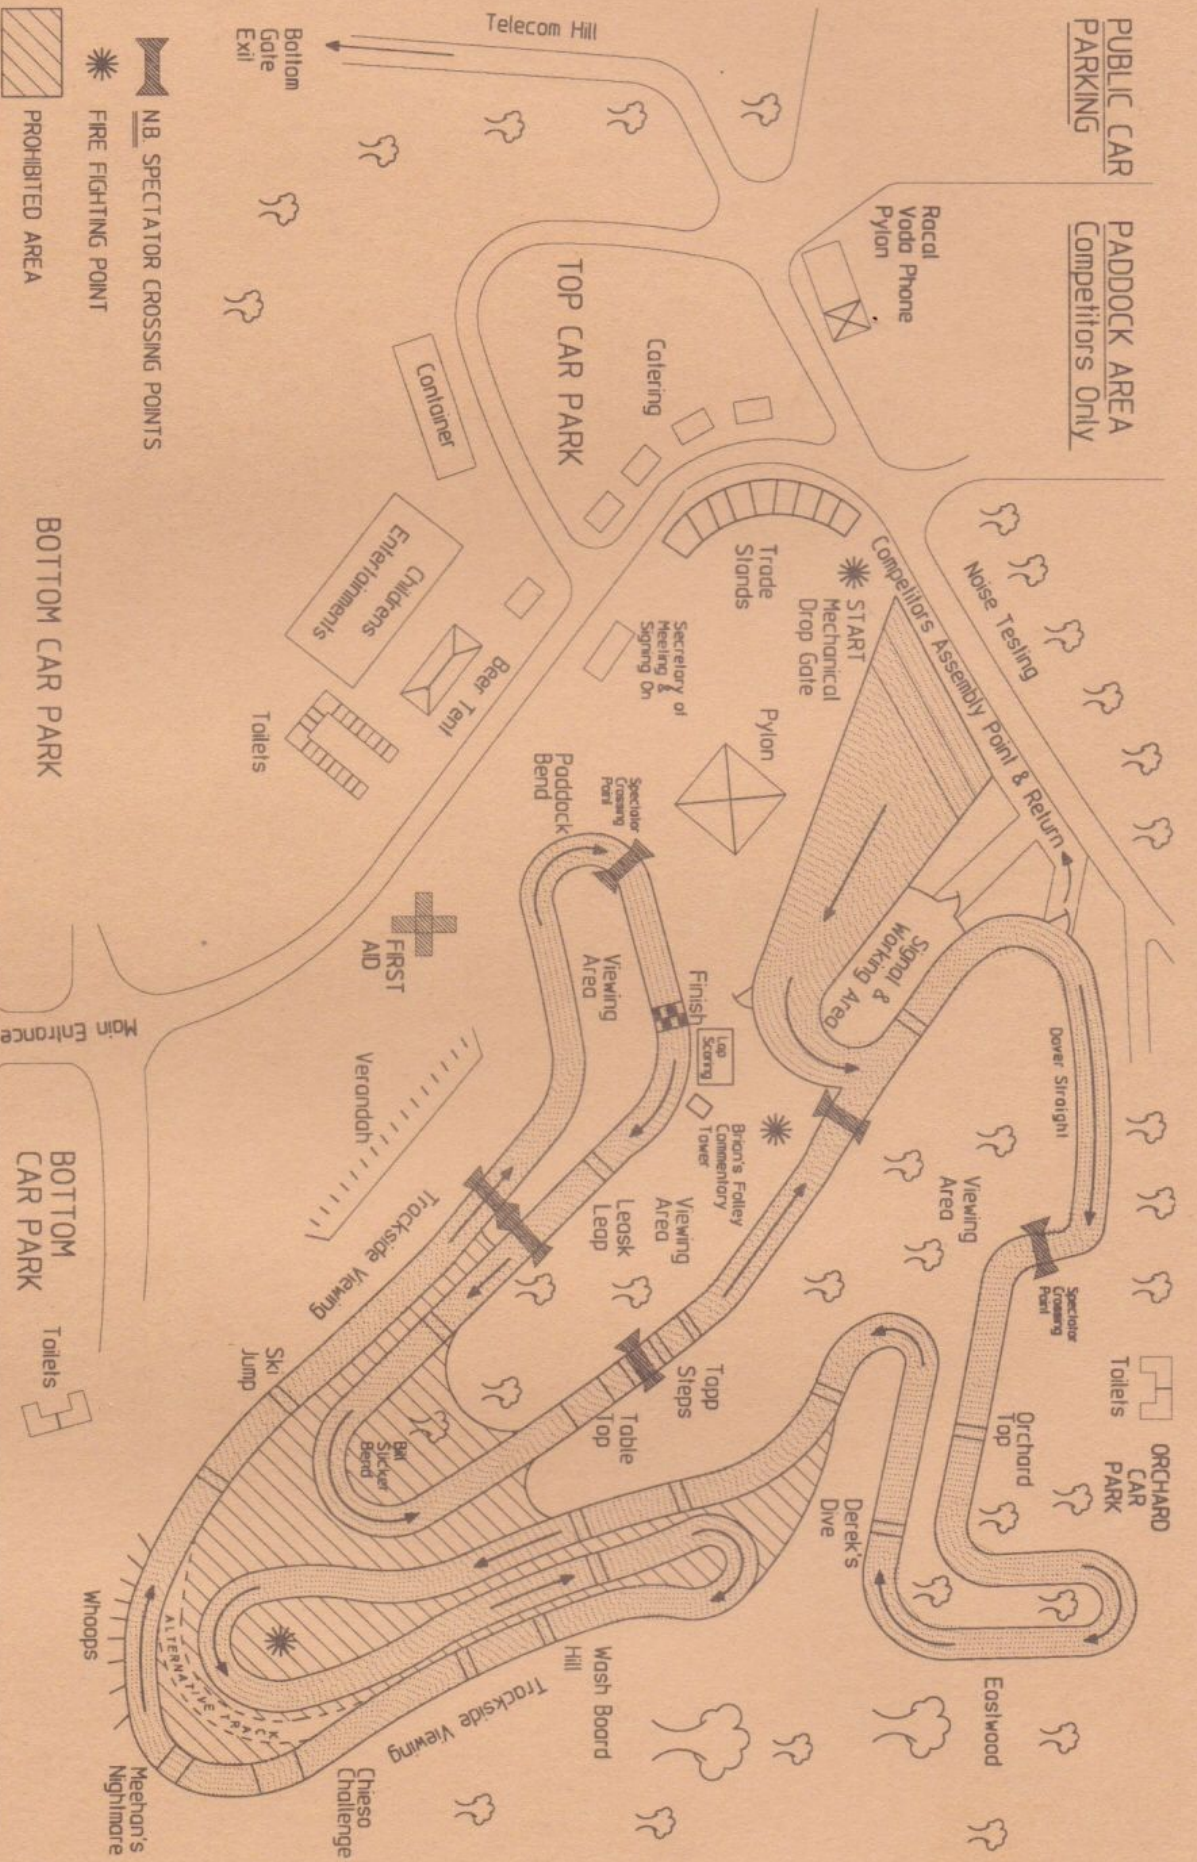 PUBLIC CAR
PARKING
PADDOCK AREA
Competitors Only
ORCHARD
CAR
PARK
Toilets
Noise Testing
Competitors Assembly Point & Return
Dover Straight
Spectator
Crossing
Point
Orchard
Top
Eastwood
Viewing
Area
Racal
Voda Phone
Pylon
START
Mechanical
Drop Gate
Signal &
Working Area
Derek's
Dive
Trade
Stands
Pylon
Telecom Hill
TOP CAR PARK
Catering
Secretary of
Meeting &
Signing On
Finish
Lap
Scoring
Brian's Folley
Commentary
Tower
Viewing
Area
Tapp
Steps
Table
Top
Wash Board
Hill
Trackside Viewing
Spectator
Crossing
Point
Paddock
Bend
Viewing
Area
Leask
Leap
Container
Childrens
Entertainments
Beer Tent
Toilets
FIRST
AID
Verandah
Trackside Viewing
Bill
Sticker
Bend
Ski
Jump
ALTERNATIVE TRACK
Chiesa
Challenge
Whoops
Meehan's
Nightmare
Bottom
Gate
Exit
N.B. SPECTATOR CROSSING POINTS
FIRE FIGHTING POINT
PROHIBITED AREA
BOTTOM CAR PARK
Main Entrance
BOTTOM
CAR PARK
Toilets